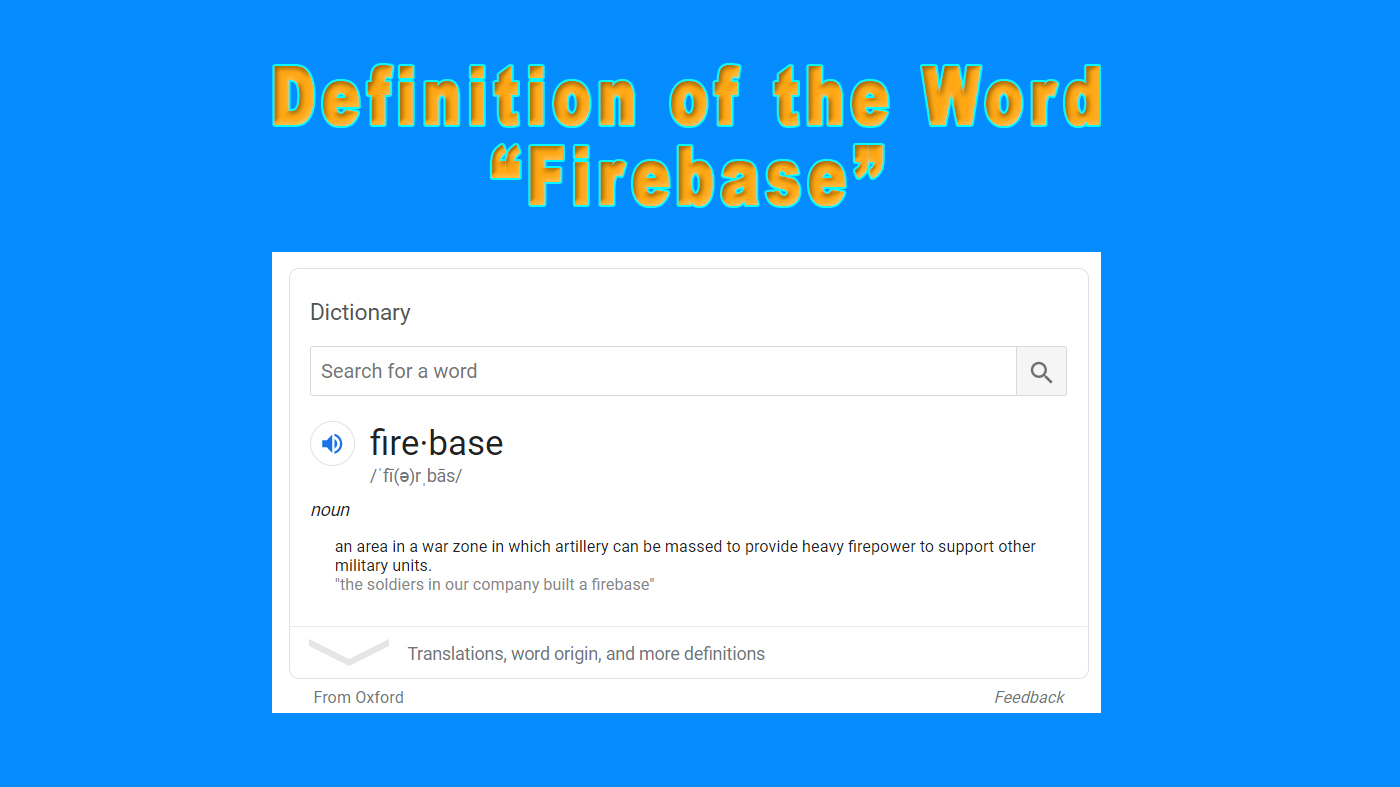 Definition of the Word
“Firebase”
Dictionary
Search for a word
fire·base
/ˈfī(ə)rˌbās/
noun
an area in a war zone in which artillery can be massed to provide heavy firepower to support other
military units.
"the soldiers in our company built a firebase"
Translations, word origin, and more definitions
From Oxford
Feedback